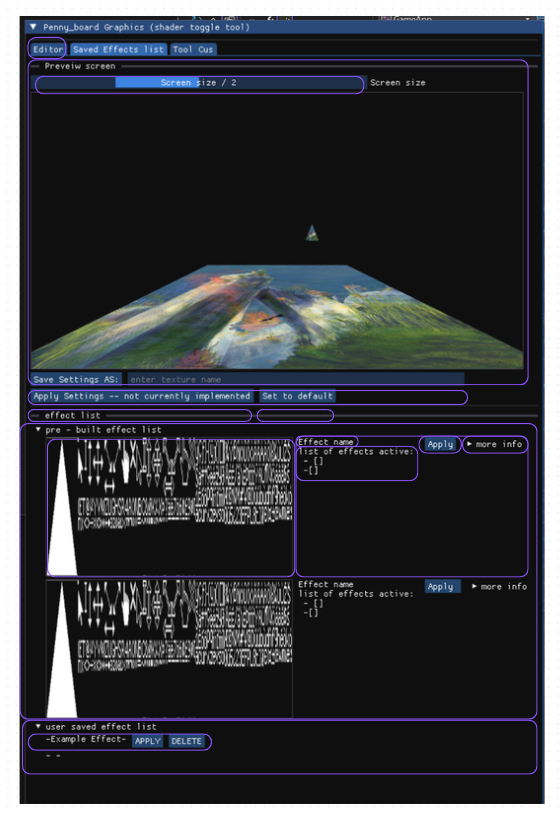 GameApp
Penny_board Graphics (shader toggle tool)
Editor Saved Effects list Tool Cus
Preveiw screen
Screen size / 2 Screen size
Save Settings AS: enter texture name
Apply Settings -- not currently implemented Set to default
effect list
pre - built effect list
Effect name Apply more info
list of effects active:
- []
-[]
Effect name Apply more info
list of effects active:
- []
-[]
user saved effect list
-Example Effect- APPLY DELETE
- -